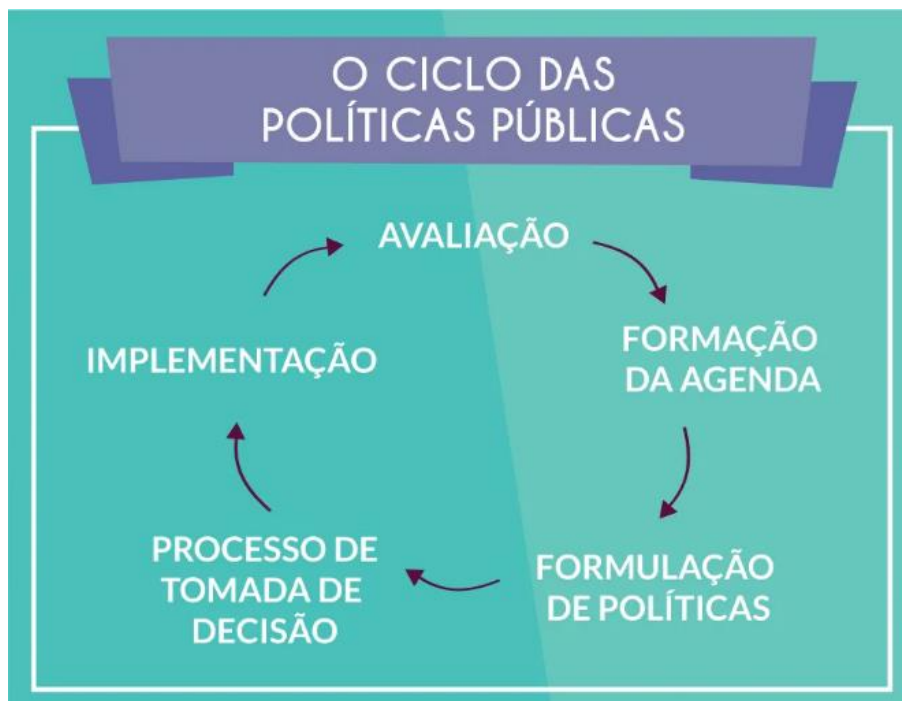 O CICLO DAS
POLÍTICAS PÚBLICAS
AVALIAÇÃO
FORMAÇÃO
DA AGENDA
FORMULAÇÃO
DE POLÍTICAS
PROCESSO DE
TOMADA DE
DECISÃO
IMPLEMENTAÇÃO